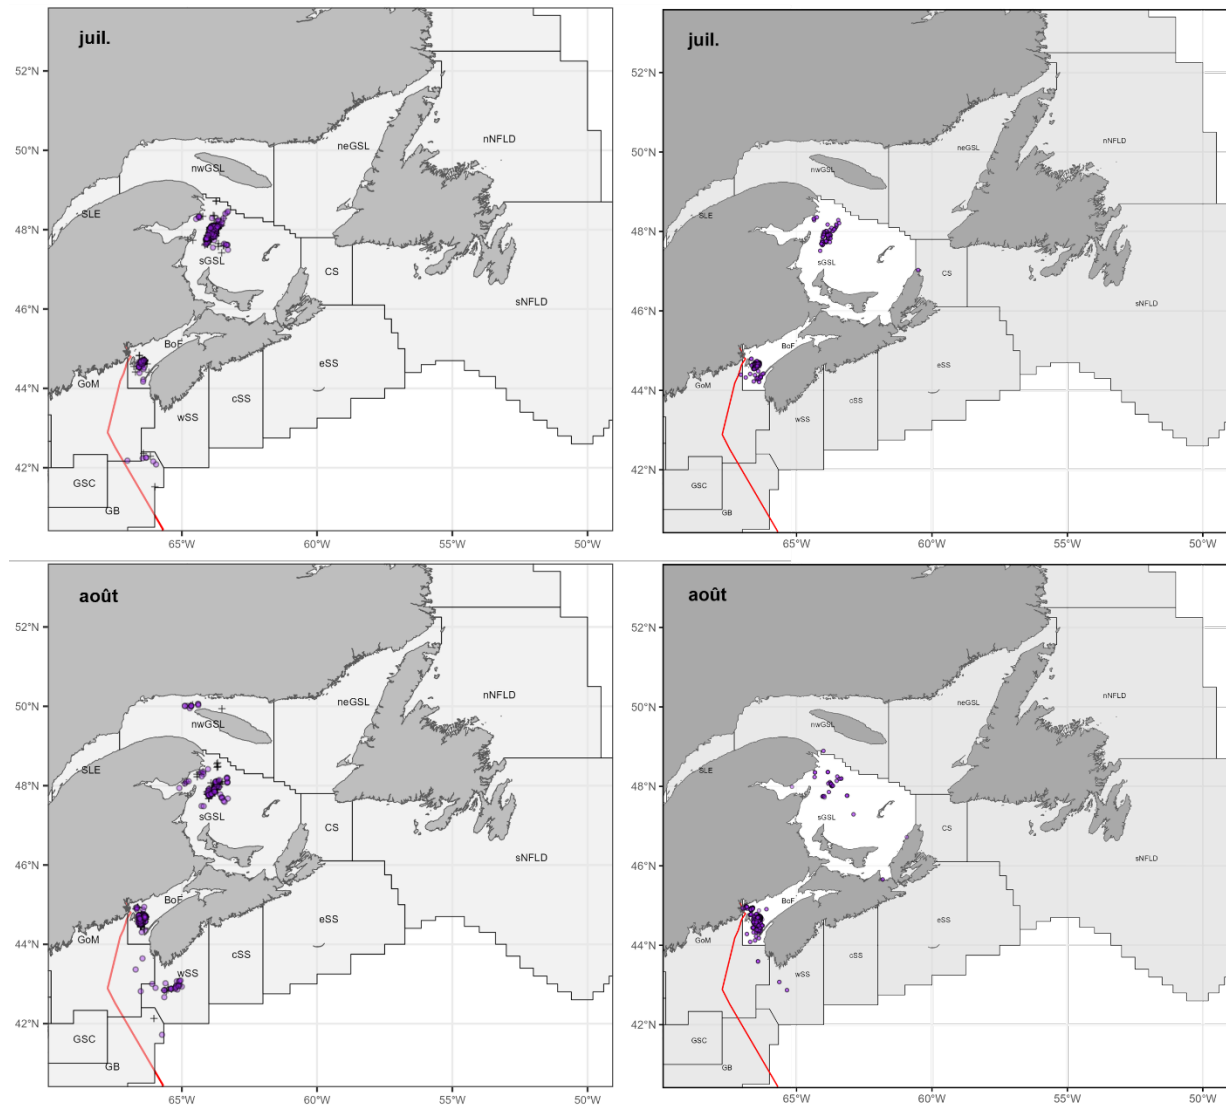 juil.
52°N
50°N
48°N
46°N
44°N
42°N
nNFLD
neGSL
nwGSL
SLE
sGSL
CS
sNFLD
BoF
GoM
eSS
cSS
wSS
GSC
GB
65°W
60°W
55°W
50°W
juil.
52°N
50°N
48°N
46°N
44°N
42°N
nNFLD
neGSL
nwGSL
SLE
sGSL
CS
sNFLD
BoF
GoM
eSS
cSS
wSS
GSC
GB
65°W
60°W
55°W
50°W
août
52°N
50°N
48°N
46°N
44°N
42°N
nNFLD
neGSL
nwGSL
SLE
sGSL
CS
sNFLD
BoF
GoM
eSS
cSS
wSS
GSC
GB
65°W
60°W
55°W
50°W
août
52°N
50°N
48°N
46°N
44°N
42°N
nNFLD
neGSL
nwGSL
SLE
sGSL
CS
sNFLD
BoF
GoM
eSS
cSS
wSS
GSC
GB
65°W
60°W
55°W
50°W